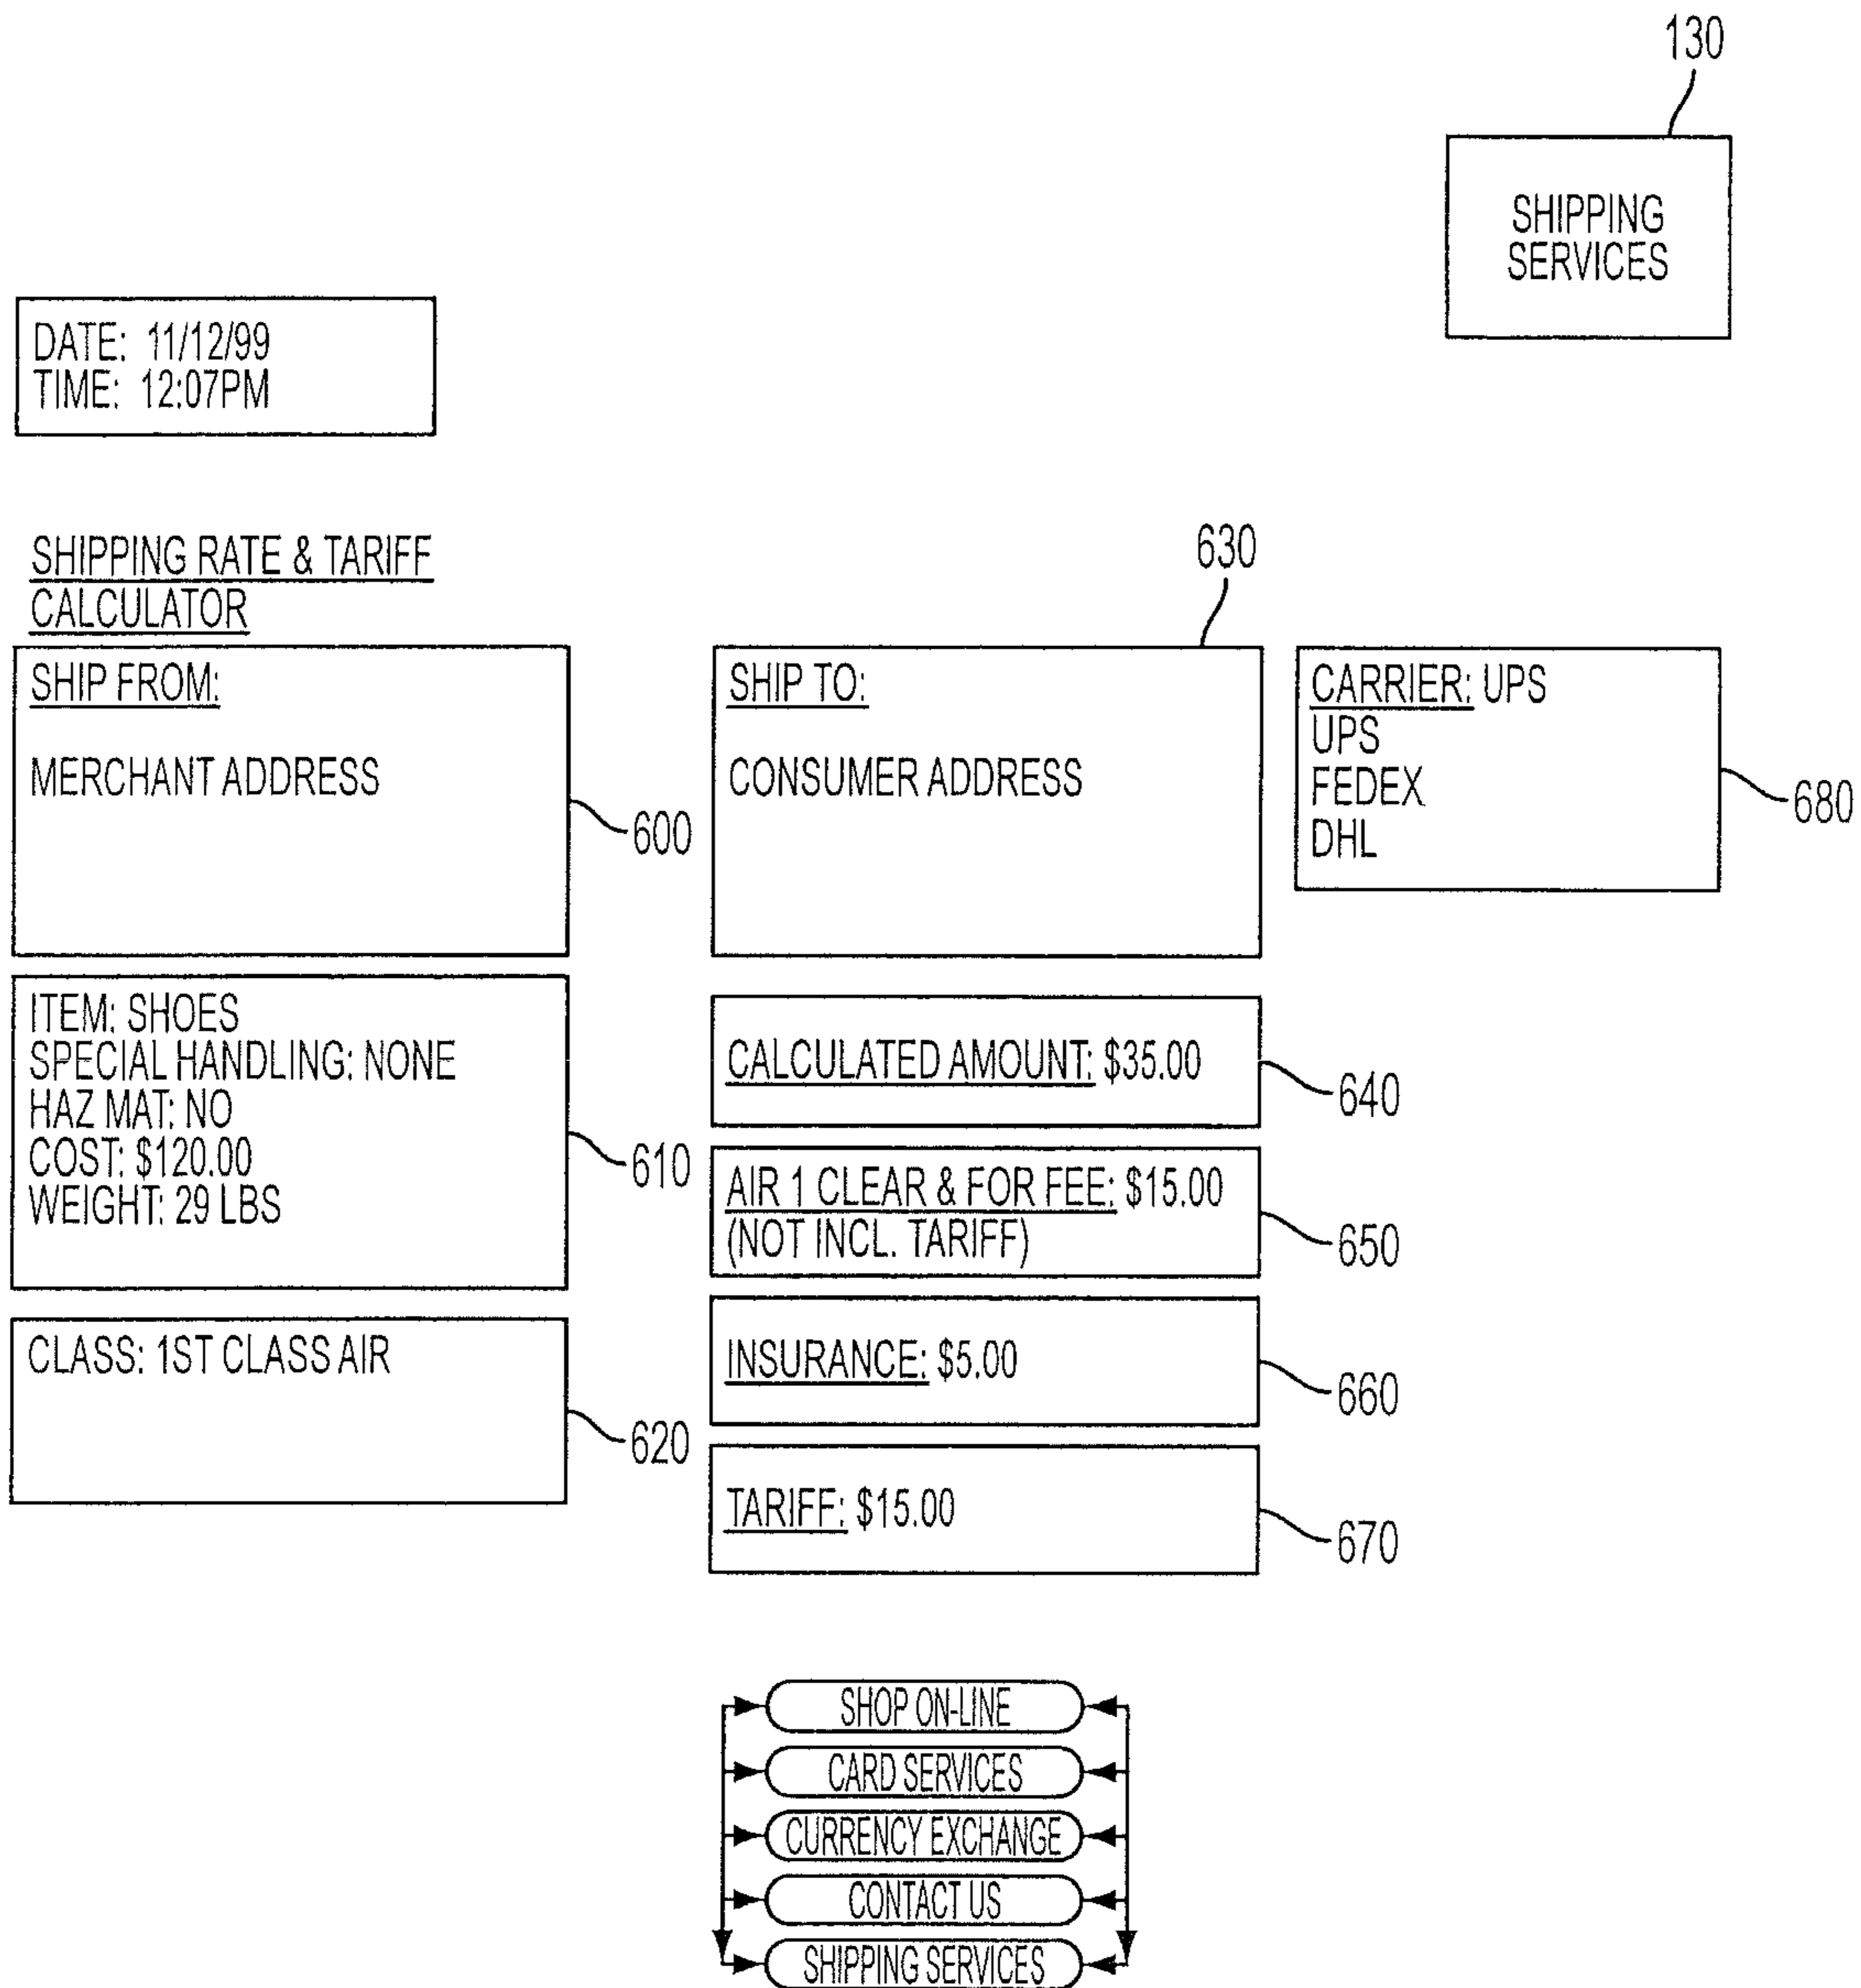 130
SHIPPING
SERVICES
DATE: 11/12/99
TIME: 12:07PM
SHIPPING RATE & TARIFF
CALCULATOR
630
SHIP FROM:
MERCHANT ADDRESS
600
SHIP TO:
CONSUMER ADDRESS
CARRIER: UPS
UPS
FEDEX
DHL
680
ITEM: SHOES
SPECIAL HANDLING: NONE
HAZ MAT: NO
COST: $120.00
WEIGHT: 29 LBS
610
CALCULATED AMOUNT: $35.00
640
AIR 1 CLEAR & FOR FEE: $15.00
(NOT INCL. TARIFF)
650
CLASS: 1ST CLASS AIR
620
INSURANCE: $5.00
660
TARIFF: $15.00
670
SHOP ON-LINE
CARD SERVICES
CURRENCY EXCHANGE
CONTACT US
SHIPPING SERVICES